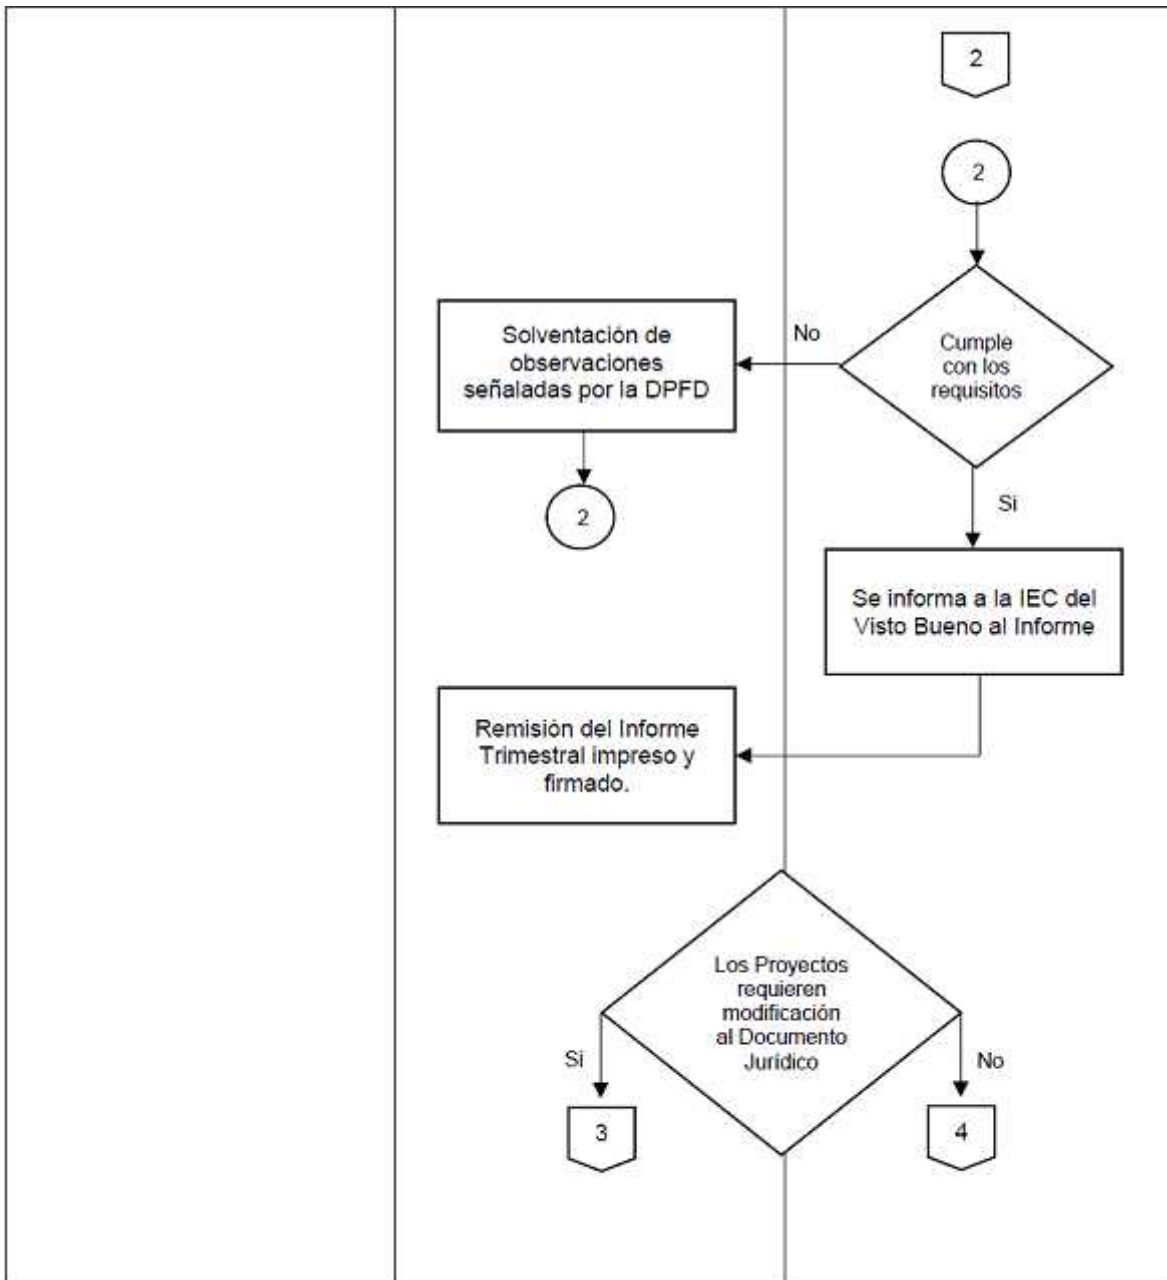 2
2
Cumple
con los
requisitos
No
Solventación de
observaciones
señaladas por la DPFD
2
Si
Se informa a la IEC del
Visto Bueno al Informe
Remisión del Informe
Trimestral impreso y
firmado.
Los Proyectos
requieren
modificación
al Documento
Jurídico
Si
No
3
4